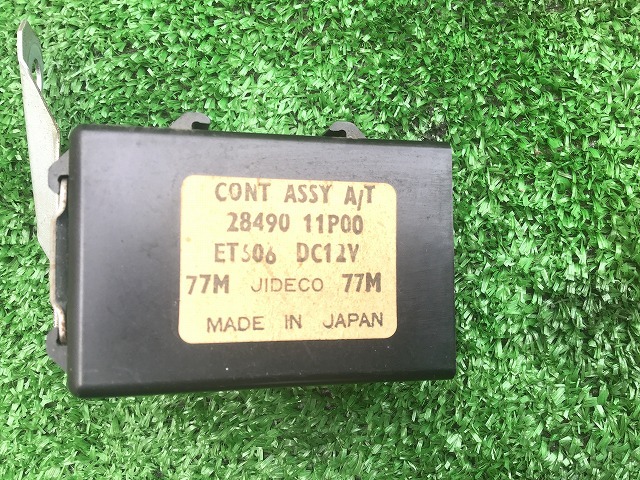 CONT ASSY A/T
28490 11P00
ETS06 DC12V
77M JIDECO 77M
MADE IN JAPAN